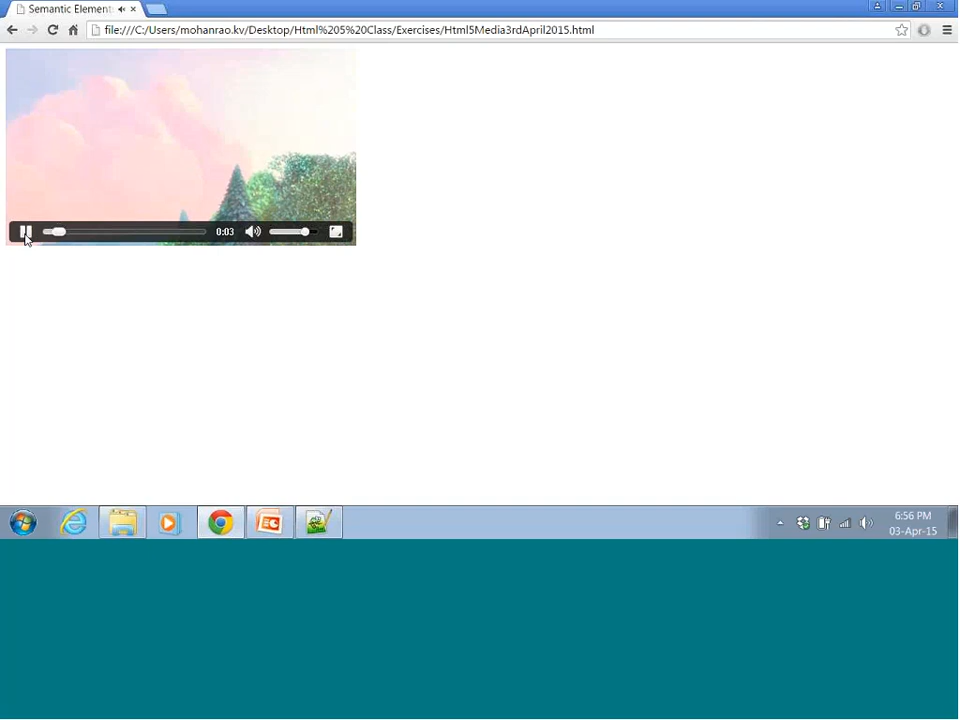 Semantic Element
file:///C:/Users/mohanrao.kv/Desktop/Html%205%20Class/Exercises/Html5Media3rdApril2015.html
0:03
6:56 PM
03-Apr-15